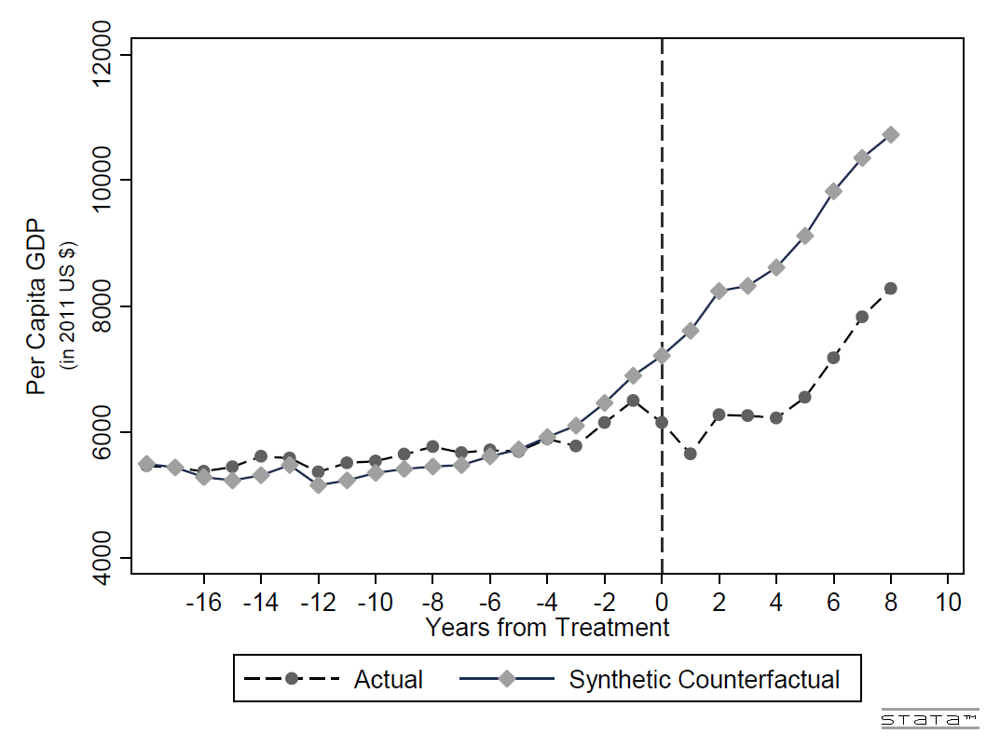 12000
10000
8000
6000
4000
Per Capita GDP
(in 2011 US $)
-16 -14 -12 -10 -8 -6 -4 -2 0 2 4 6 8 10
Years from Treatment
Actual Synthetic Counterfactual
STATA™